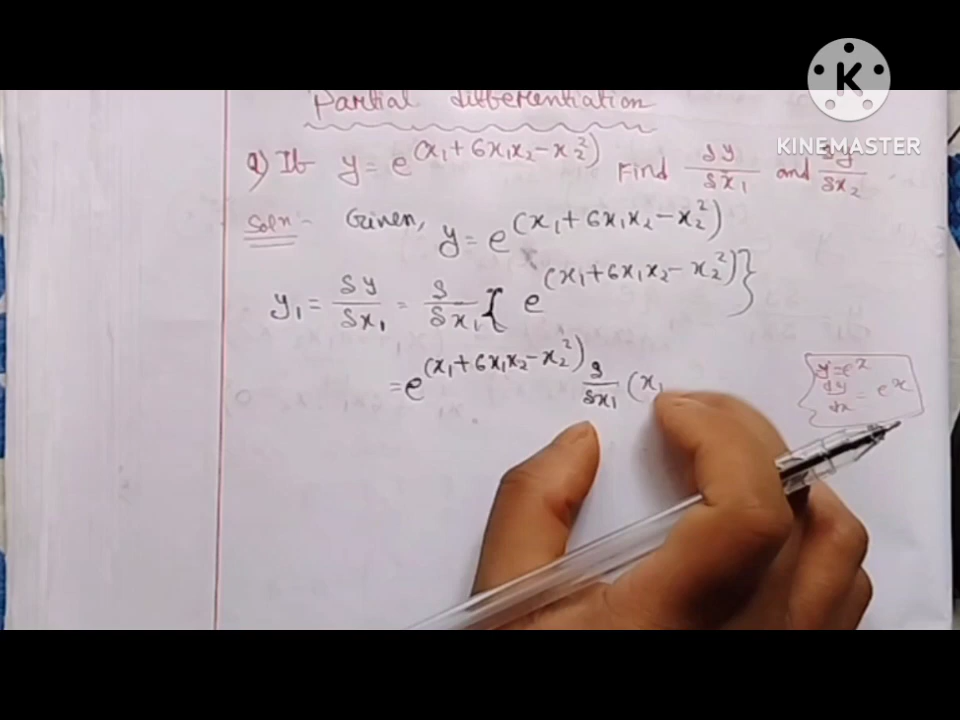 KINEMASTER
Partial differentiation
Q) If y = e^(x₁ + 6x₁x₂ - x₂²) Find δy/δx₁ and δy/δx₂
Soln - Given, y = e^(x₁ + 6x₁x₂ - x₂²)
y₁ = δy/δx₁ = δ/δx₁ { e^(x₁ + 6x₁x₂ - x₂²) }
= e^(x₁ + 6x₁x₂ - x₂²) δ/δx₁ (x₁
y = e^x
dy/dx = e^x